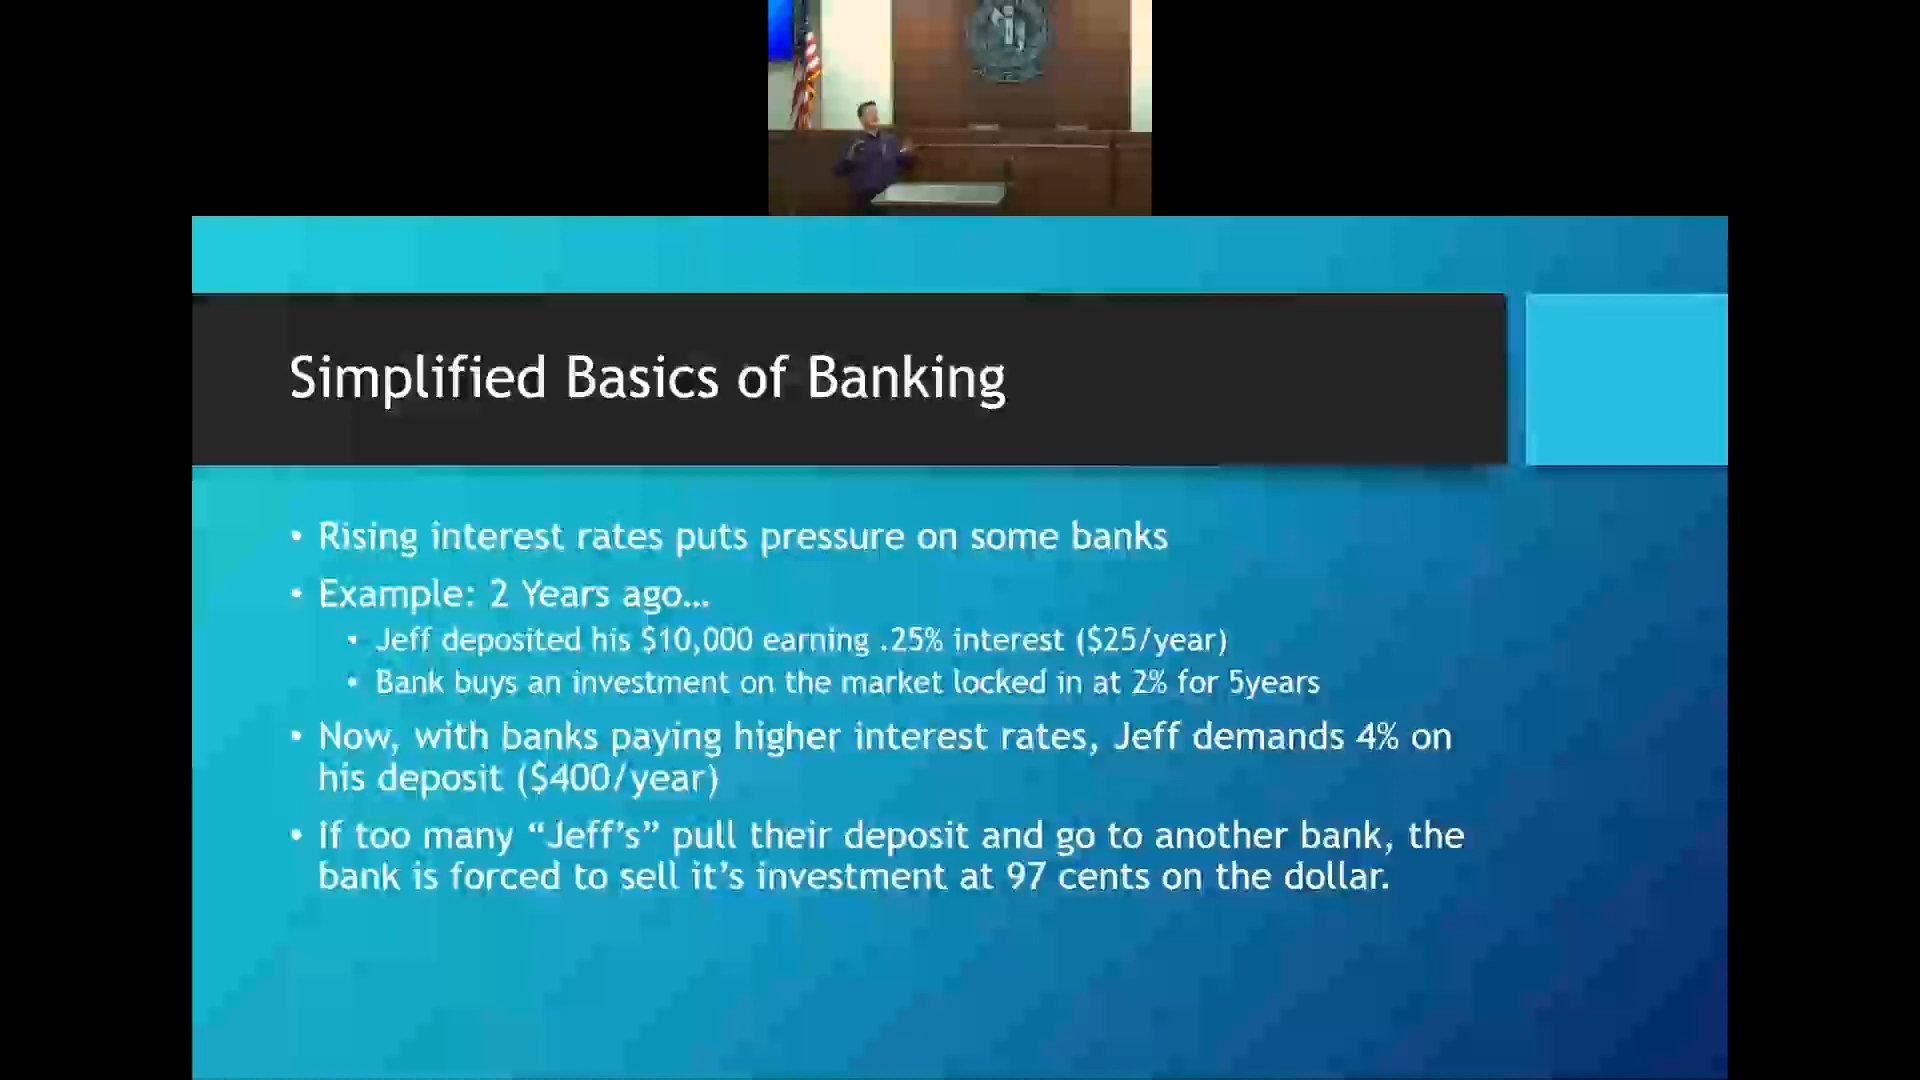 Simplified Basics of Banking
• Rising interest rates puts pressure on some banks
• Example: 2 Years ago…
• Jeff deposited his $10,000 earning .25% interest ($25/year)
• Bank buys an investment on the market locked in at 2% for 5years
• Now, with banks paying higher interest rates, Jeff demands 4% on
his deposit ($400/year)
• If too many “Jeff’s” pull their deposit and go to another bank, the
bank is forced to sell it’s investment at 97 cents on the dollar.